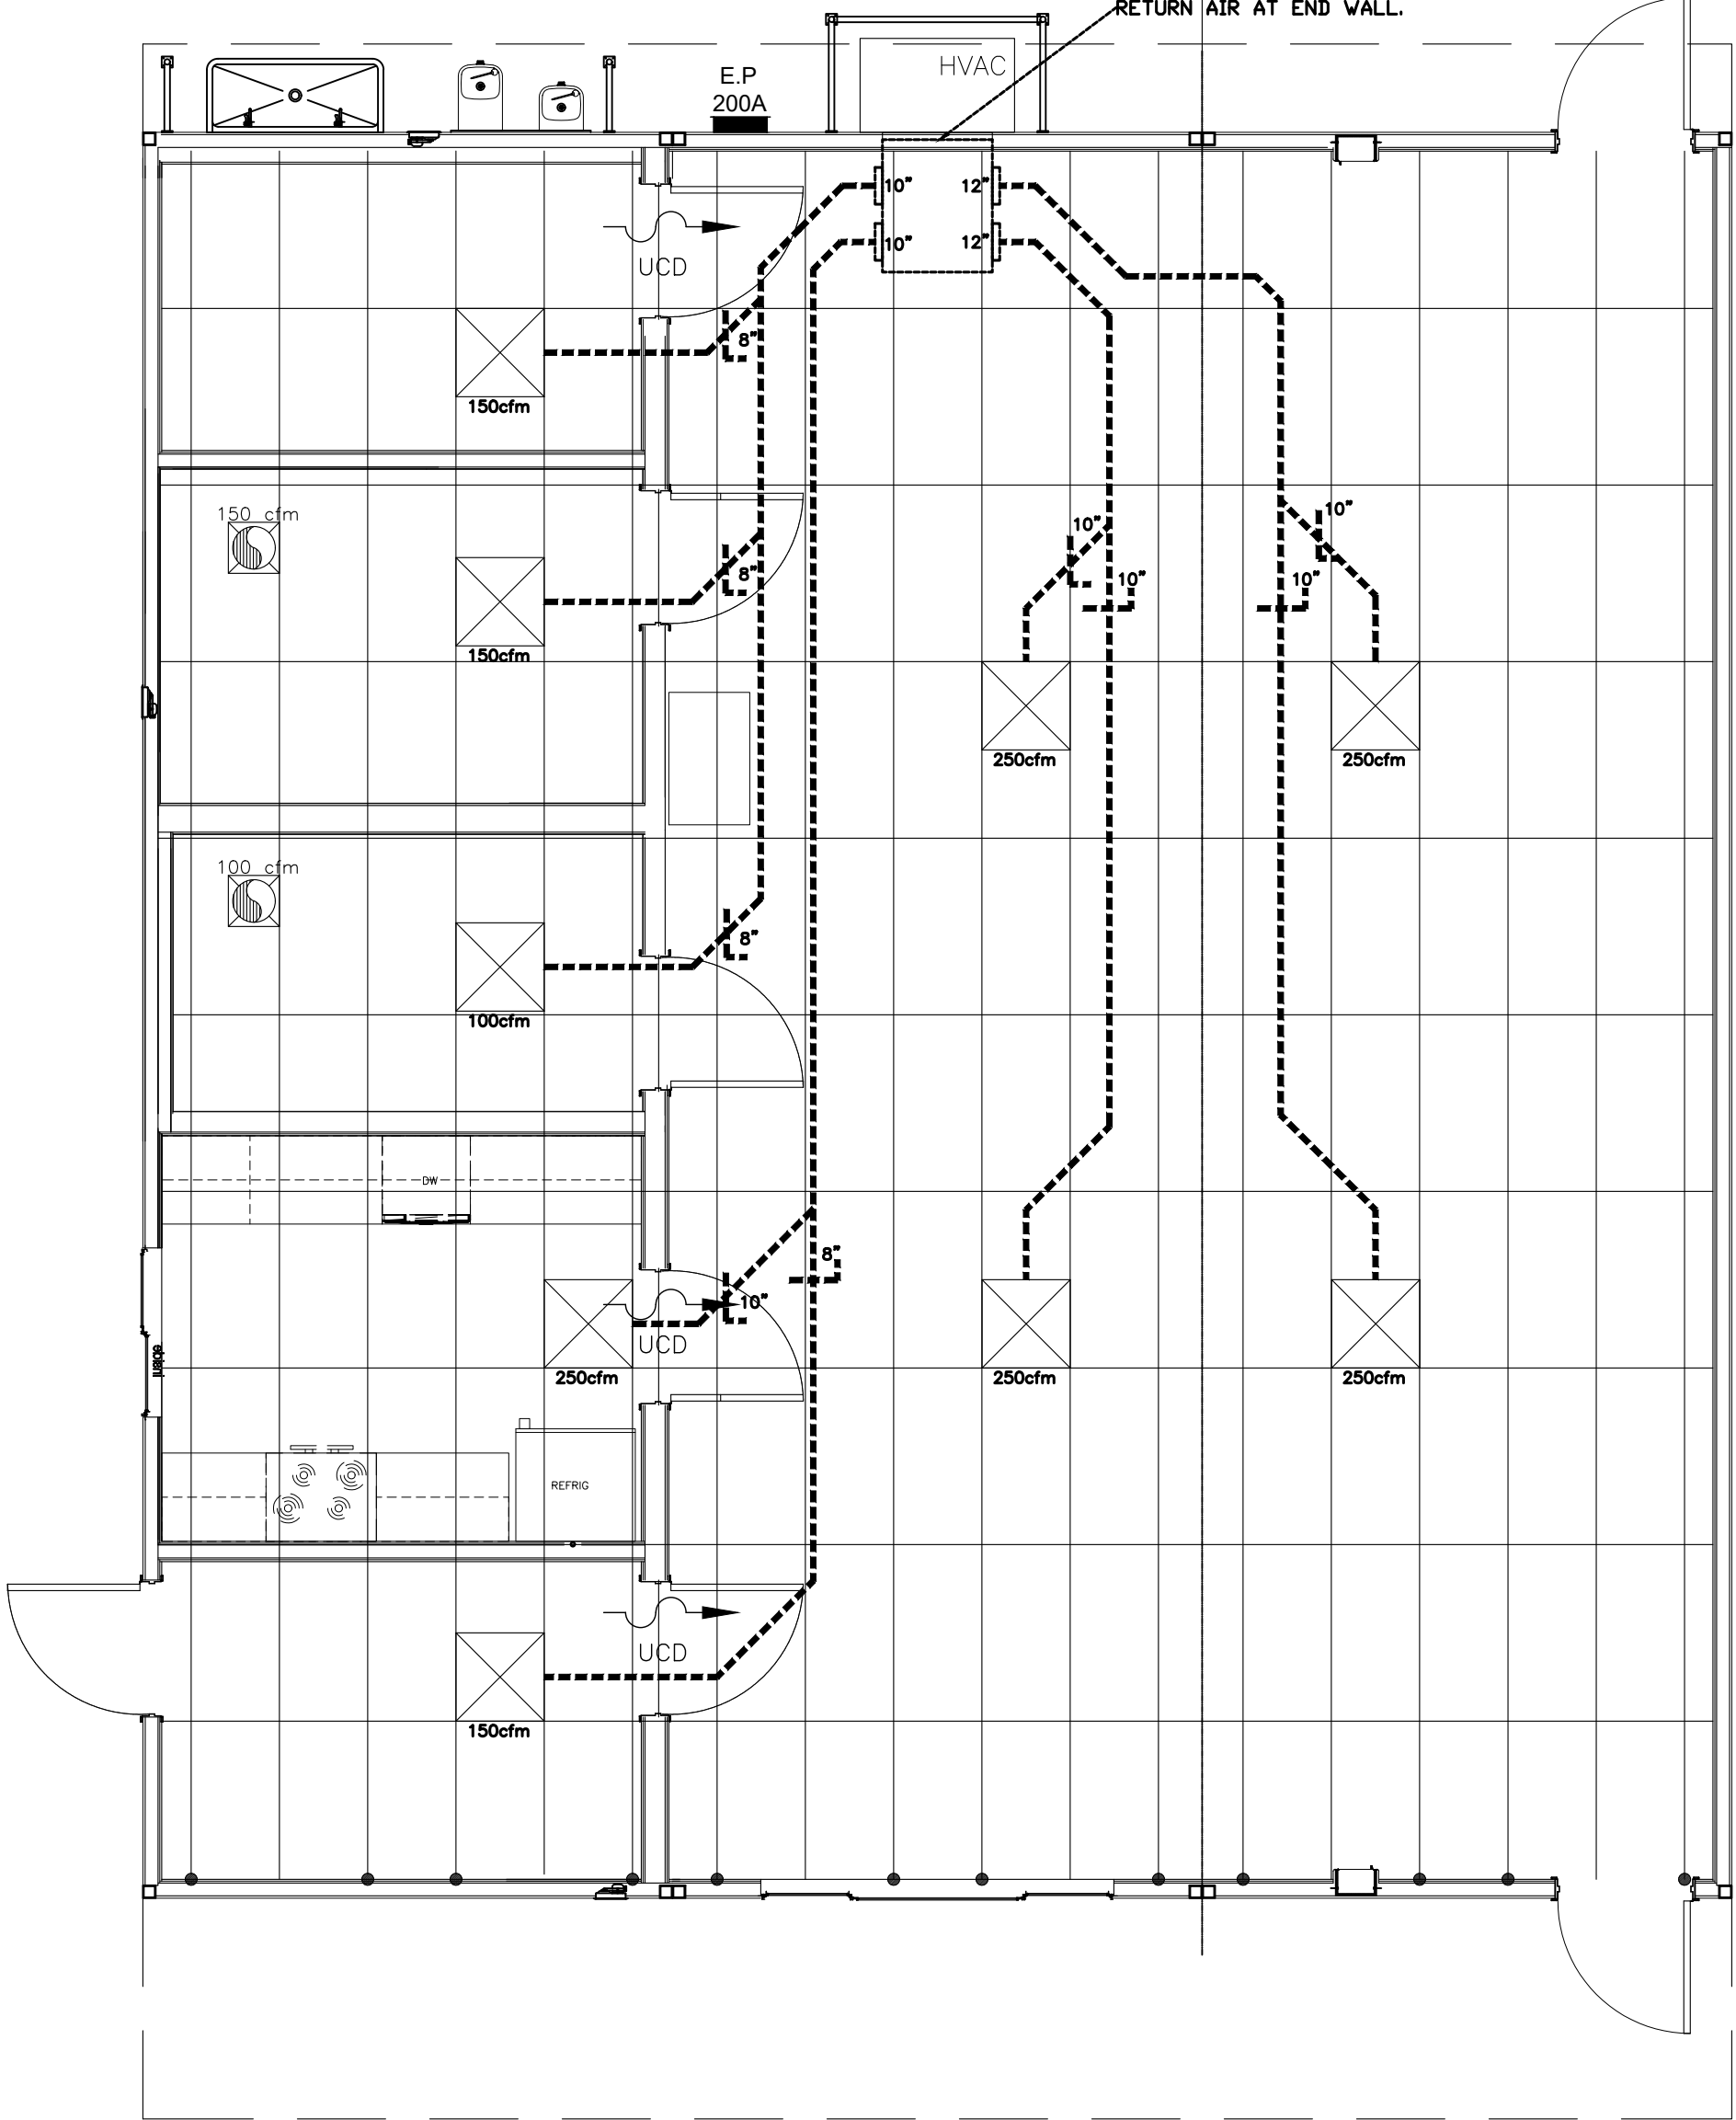 RETURN AIR AT END WALL.
HVAC
E.P
200A
10" 12"
10" 12"
UCD
8"
150cfm
150 cfm
10" 10"
8" 10" 10"
150cfm
250cfm 250cfm
100 cfm
8"
100cfm
DW
8"
10"
UCD
250cfm 250cfm 250cfm
REFRIG
UCD
150cfm